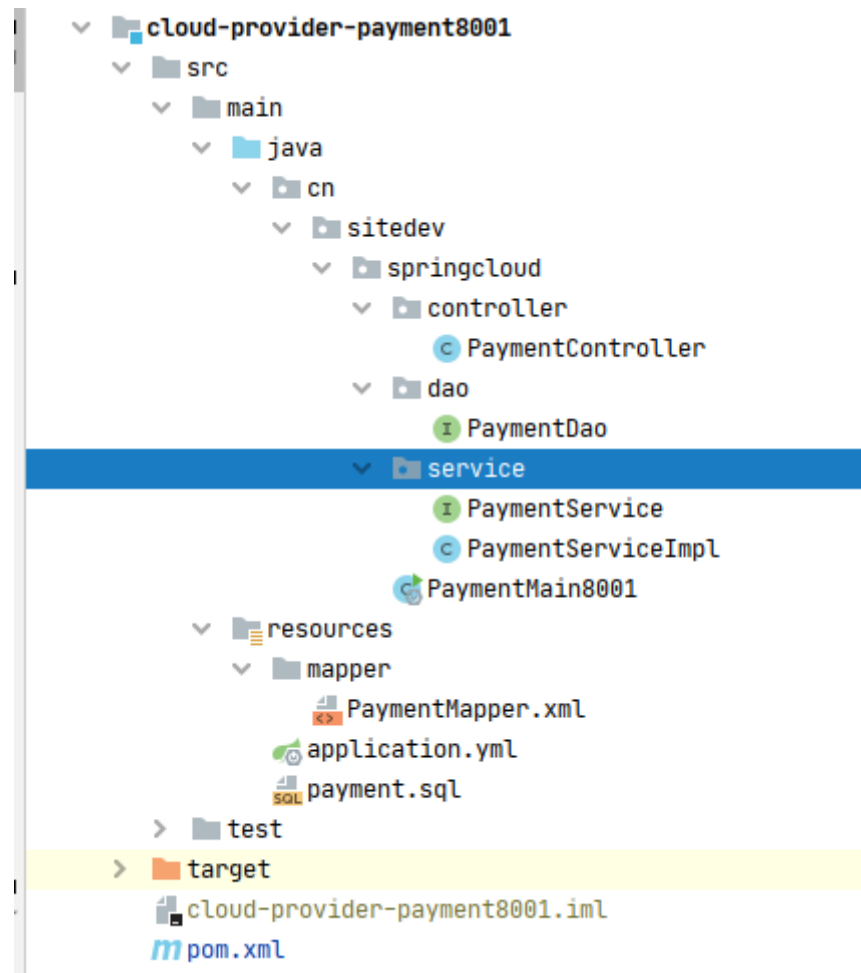 cloud-provider-payment8001
src
main
java
cn
sitedev
springcloud
controller
C PaymentController
dao
I PaymentDao
service
I PaymentService
C PaymentServiceImpl
PaymentMain8001
resources
mapper
PaymentMapper.xml
application.yml
SQL payment.sql
test
target
cloud-provider-payment8001.iml
m pom.xml